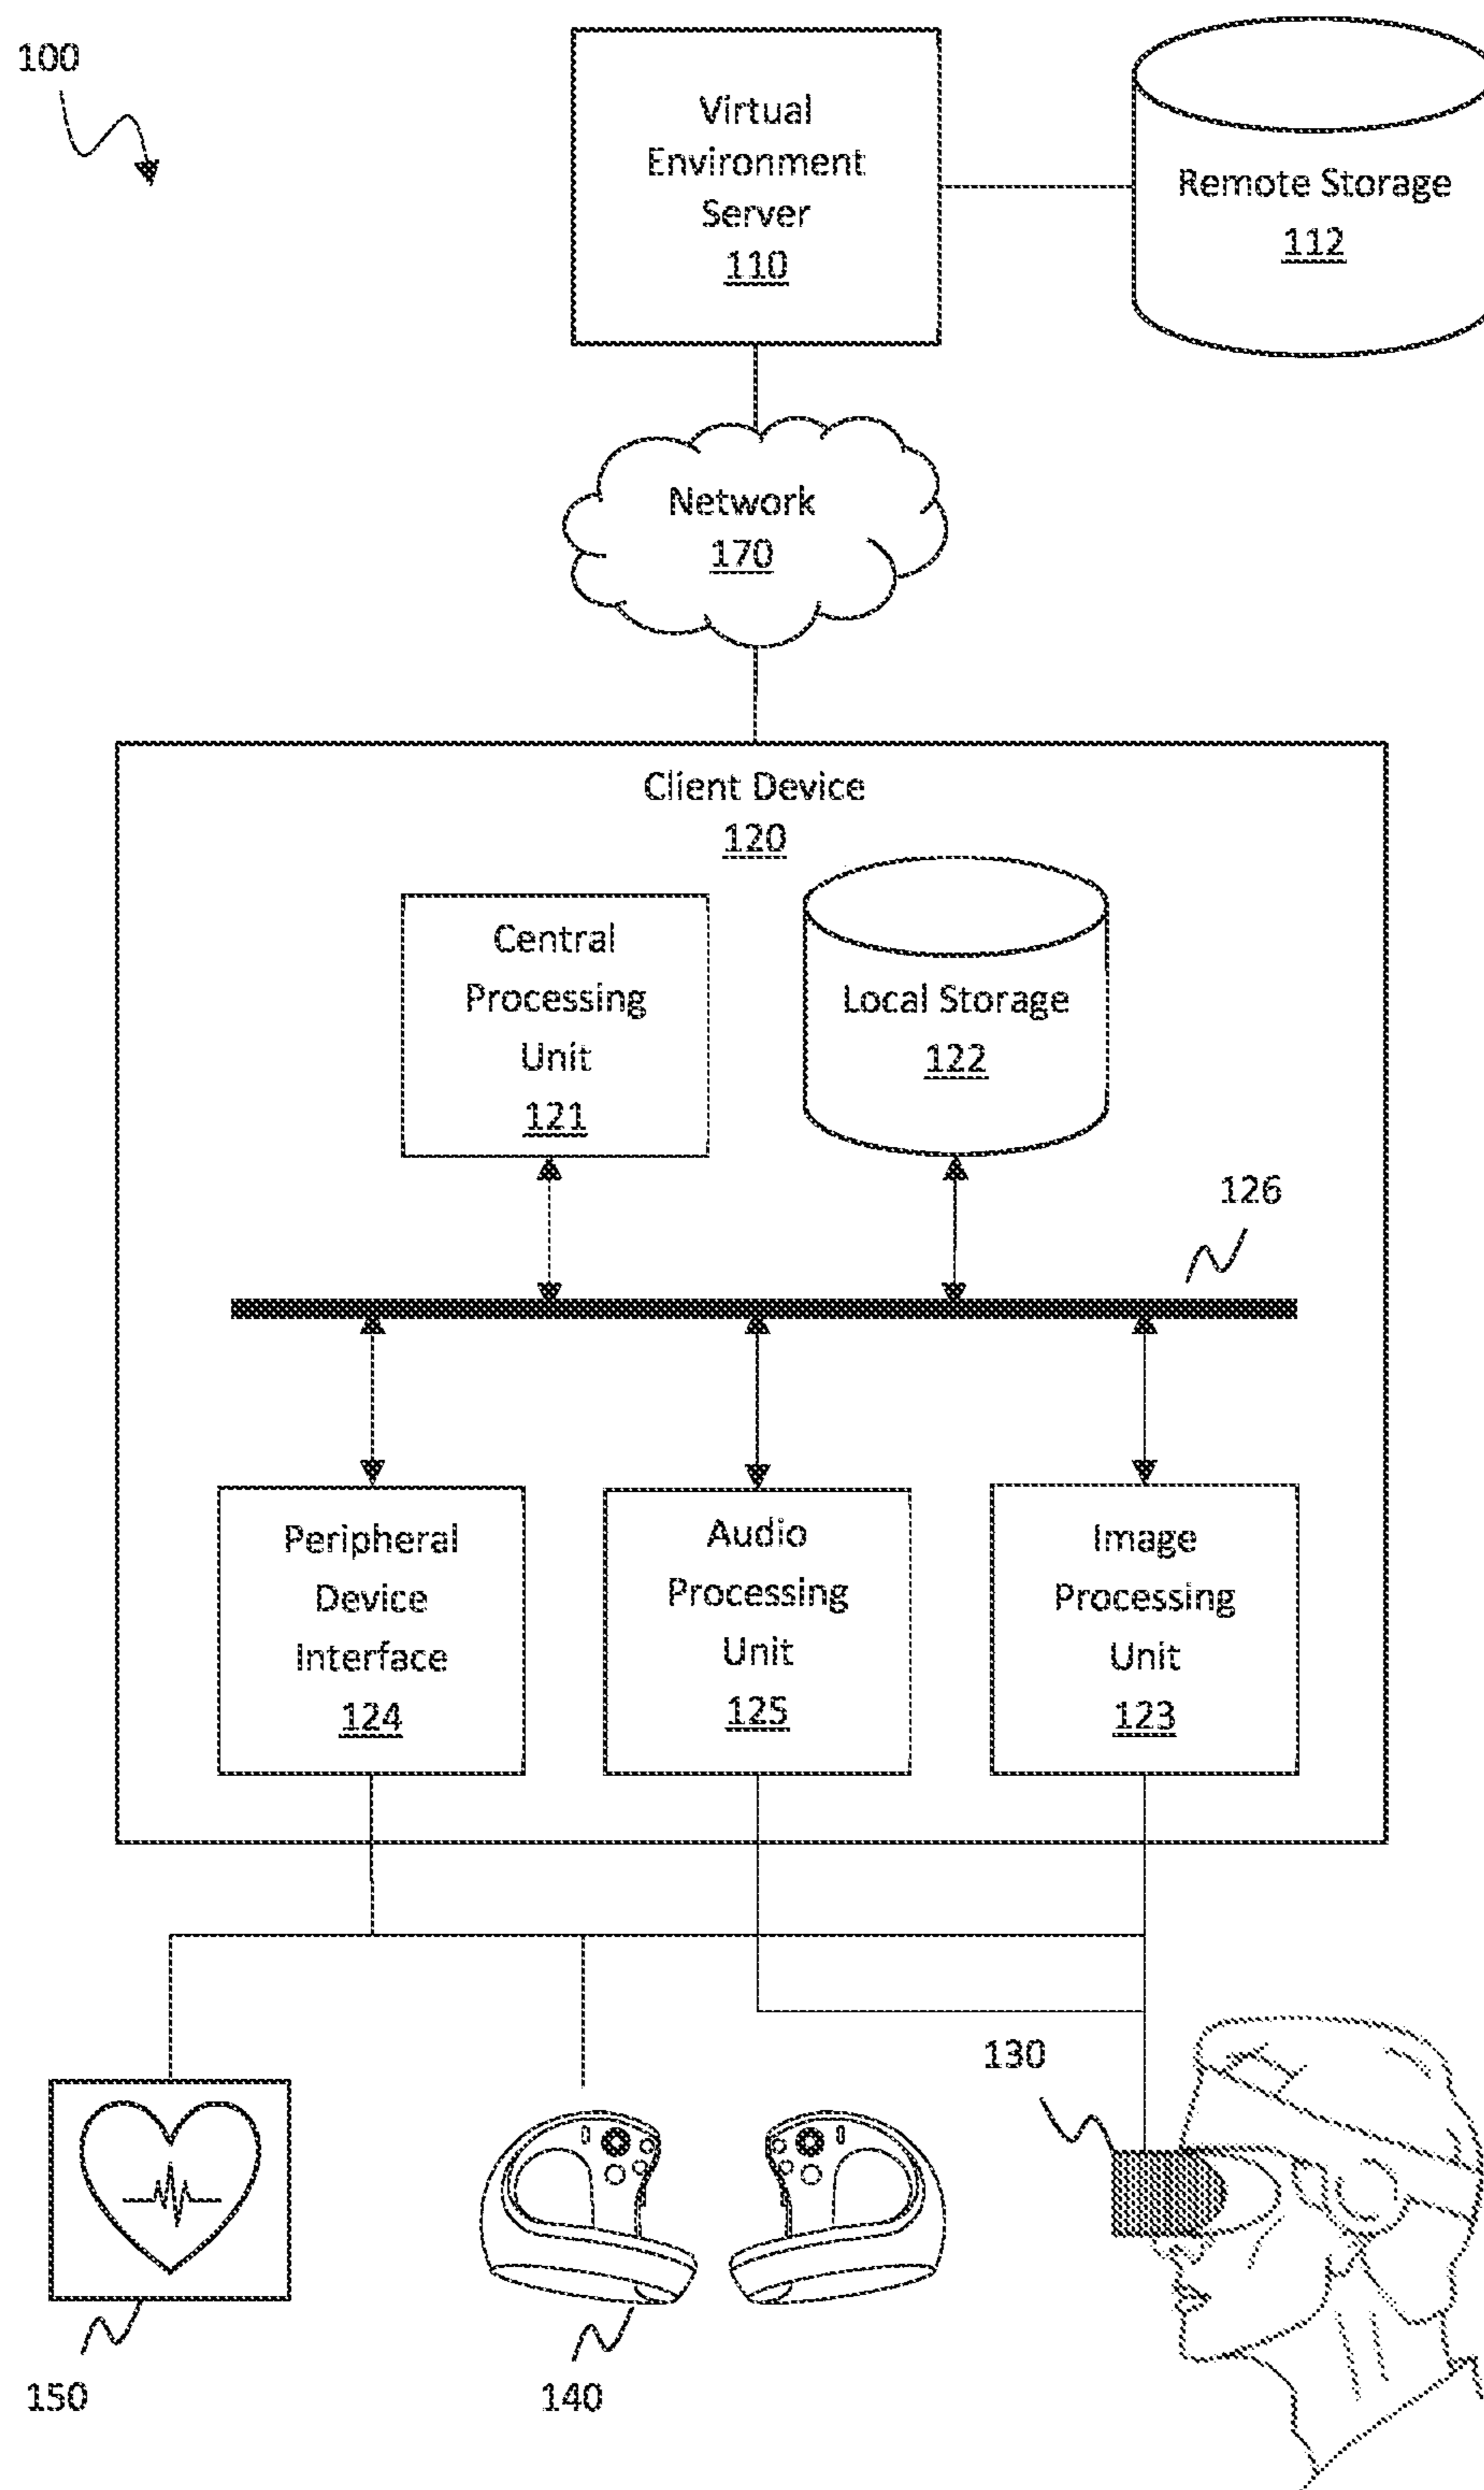 100
Virtual
Environment
Server
110
Remote Storage
112
Network
170
Client Device
120
Central
Processing
Unit
121
Local Storage
122
126
Peripheral
Device
Interface
124
Audio
Processing
Unit
125
Image
Processing
Unit
123
130
150
140